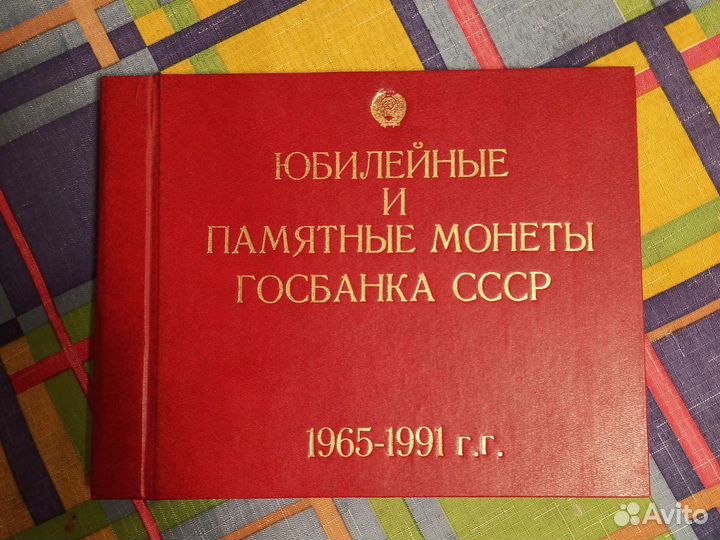 ЮБИЛЕЙНЫЕ
И
ПАМЯТНЫЕ МОНЕТЫ
ГОСБАНКА СССР
1965-1991 г.г.
Avito